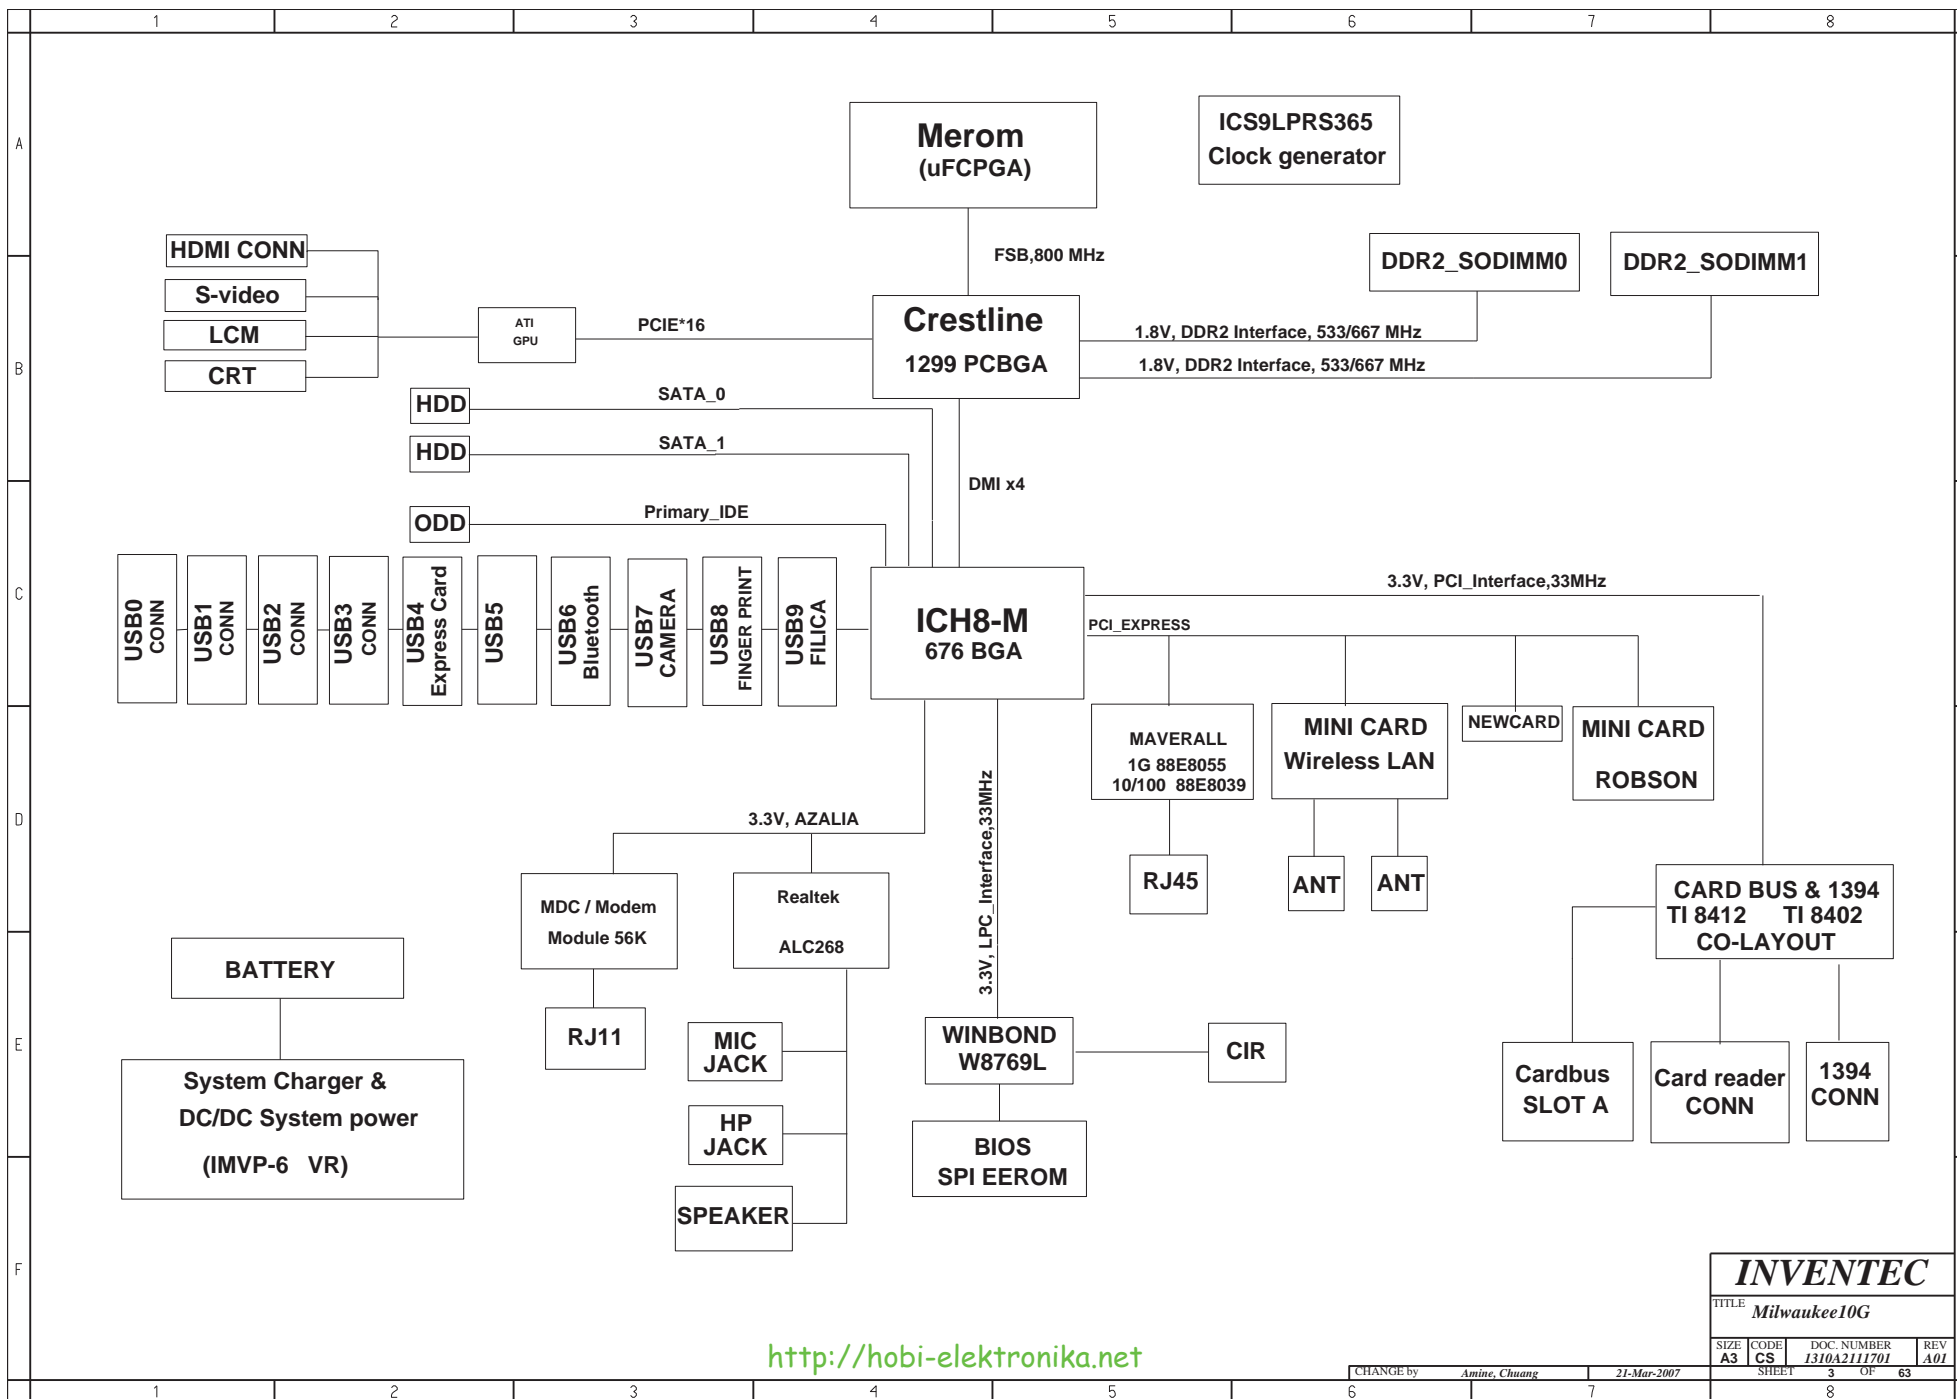 1 2 3 4 5 6 7 8
A
B
C
D
E
F
Merom
(uFCPGA)
ICS9LPRS365
Clock generator
FSB,800 MHz
HDMI CONN
S-video
LCM
CRT
ATI
GPU
PCIE*16
Crestline
1299 PCBGA
DDR2_SODIMM0
DDR2_SODIMM1
1.8V, DDR2 Interface, 533/667 MHz
1.8V, DDR2 Interface, 533/667 MHz
HDD
SATA_0
HDD
SATA_1
ODD
Primary_IDE
DMI x4
USB0
CONN
USB1
CONN
USB2
CONN
USB3
CONN
USB4
Express Card
USB5
USB6
Bluetooth
USB7
CAMERA
USB8
FINGER PRINT
USB9
FILICA
ICH8-M
676 BGA
3.3V, PCI_Interface,33MHz
PCI_EXPRESS
MAVERALL
1G 88E8055
10/100 88E8039
MINI CARD
Wireless LAN
NEWCARD
MINI CARD
ROBSON
3.3V, AZALIA
3.3V, LPC_Interface,33MHz
RJ45
ANT
ANT
CARD BUS & 1394
TI 8412 TI 8402
CO-LAYOUT
MDC / Modem
Module 56K
Realtek
ALC268
BATTERY
RJ11
MIC
JACK
WINBOND
W8769L
CIR
Cardbus
SLOT A
Card reader
CONN
1394
CONN
System Charger &
DC/DC System power
(IMVP-6 VR)
HP
JACK
BIOS
SPI EEROM
SPEAKER
INVENTEC
TITLE
Milwaukee10G
SIZE CODE DOC. NUMBER REV
A3 CS 1310A2111701 A01
CHANGE by Amine, Chuang 21-Mar-2007 SHEET 3 OF 63
http://hobi-elektronika.net
1 2 3 4 5 6 7 8